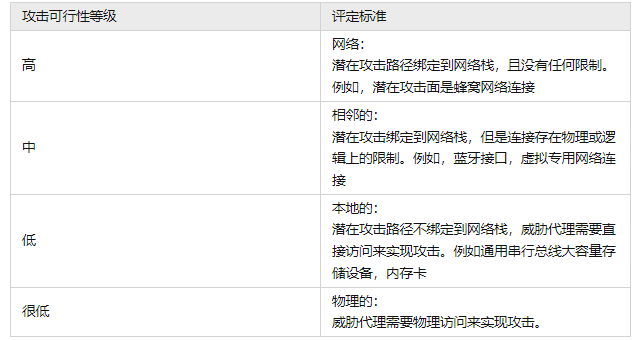 攻击可行性等级
评定标准
高
网络：
潜在攻击路径绑定到网络栈，且没有任何限制。
例如，潜在攻击面是蜂窝网络连接
中
相邻的：
潜在攻击绑定到网络栈，但是连接存在物理或逻
辑上的限制。例如，蓝牙接口，虚拟专用网络连
接
低
本地的：
潜在攻击路径不绑定到网络栈，威胁代理需要直
接访问来实现攻击。例如通用串行总线大容量存
储设备，内存卡
很低
物理的：
威胁代理需要物理访问来实现攻击。